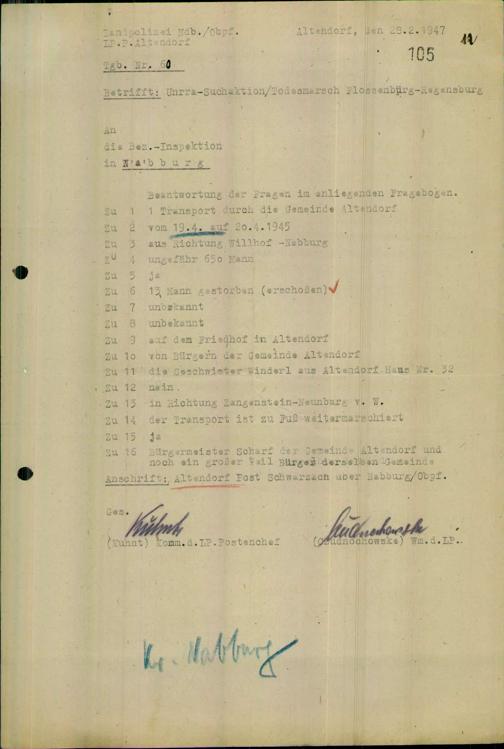 Landpolizei Ndb./Obpf. Altendorf, den 28.2.1947
LP.P.Altendorf
105 12
Tgb. Nr. 60
Betrifft: Unrra-Suchaktion/Todesmarsch Flossenbürg-Regensburg
An
die Bez.-Inspektion
in Nabburg
Beantwortung der Fragen im anliegenden Fragebogen.
Zu 1 1 Transport durch die Gemeinde Altendorf
Zu 2 vom 19.4. auf 20.4.1945
Zu 3 aus Richtung Willhof -Nabburg
Zu 4 ungefähr 650 Mann
Zu 5 ja
Zu 6 13 Mann gestorben (erschoßen)
Zu 7 unbekannt
Zu 8 unbekannt
Zu 9 auf dem Friedhof in Altendorf
Zu 10 von Bürgern der Gemeinde Altendorf
Zu 11 die Geschwister Winderl aus Altendorf Haus Nr. 32
Zu 12 nein.
Zu 13 in Richtung Zangenstein-Neunburg v. W.
Zu 14 der Transport ist zu Fuß weitermarschiert
Zu 15 ja
Zu 16 Bürgermeister Scharf der Gemeinde Altendorf und
noch ein großer Teil Bürger derselben Gemeinde
Anschrift: Altendorf Post Schwarzach über Nabburg/Obpf.
Gez.
Kuhnt
(Kuhnt) Komm.d.LP.Postenchef (Czudnochowske) Wm.d.LP.
Kr. Nabburg